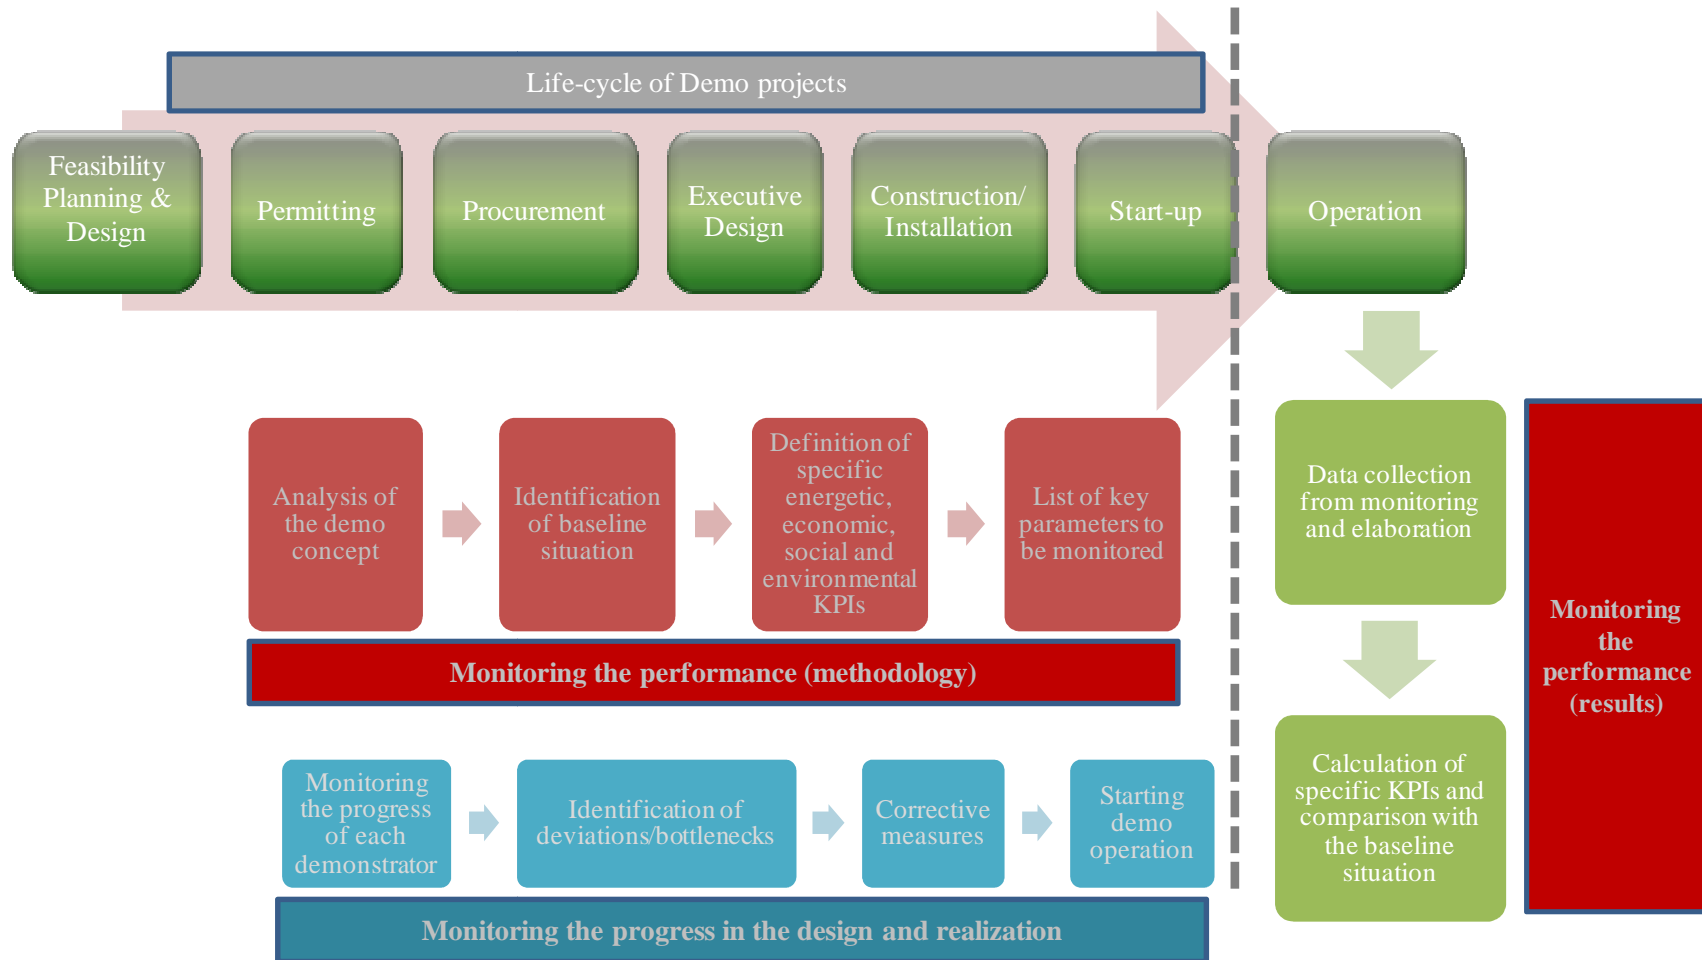 Life-cycle of Demo projects
Feasibility
Planning &
Design
Permitting
Procurement
Executive
Design
Construction/
Installation
Start-up
Operation
Analysis of
the demo
concept
Identification
of baseline
situation
Definition of
specific
energetic,
economic,
social and
environmental
KPIs
List of key
parameters to
be monitored
Monitoring the performance (methodology)
Monitoring
the progress
of each
demonstrator
Identification of
deviations/bottlenecks
Corrective
measures
Starting
demo
operation
Monitoring the progress in the design and realization
Data collection
from monitoring
and elaboration
Calculation of
specific KPIs and
comparison with
the baseline
situation
Monitoring
the
performance
(results)